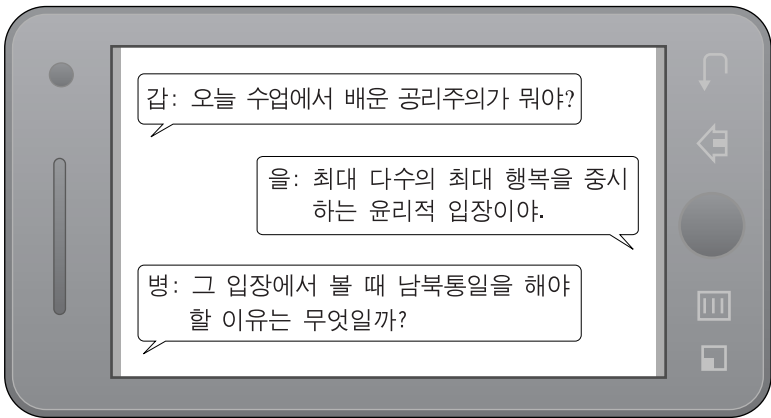 갑: 오늘 수업에서 배운 공리주의가 뭐야?
을: 최대 다수의 최대 행복을 중시
하는 윤리적 입장이야.
병: 그 입장에서 볼 때 남북통일을 해야
할 이유는 무엇일까?